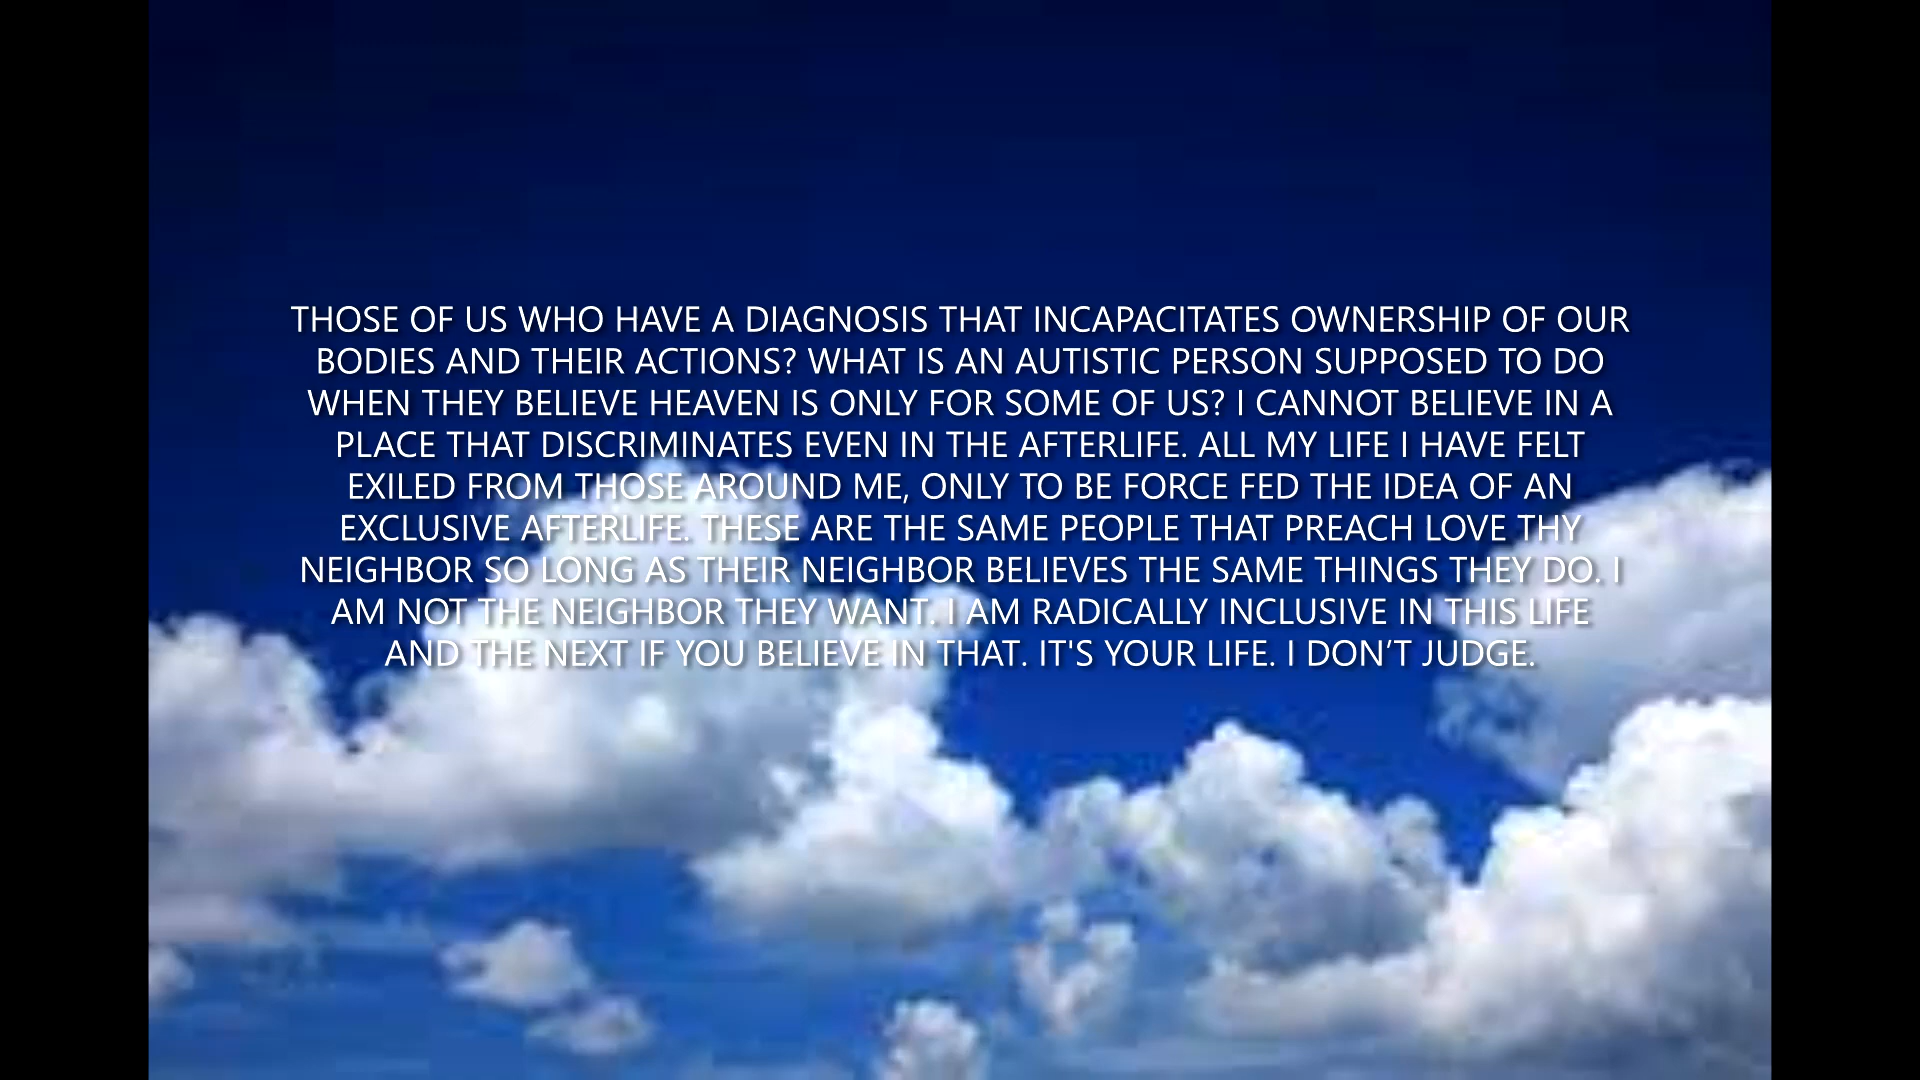 THOSE OF US WHO HAVE A DIAGNOSIS THAT INCAPACITATES OWNERSHIP OF OUR
BODIES AND THEIR ACTIONS? WHAT IS AN AUTISTIC PERSON SUPPOSED TO DO
WHEN THEY BELIEVE HEAVEN IS ONLY FOR SOME OF US? I CANNOT BELIEVE IN A
PLACE THAT DISCRIMINATES EVEN IN THE AFTERLIFE. ALL MY LIFE I HAVE FELT
EXILED FROM THOSE AROUND ME, ONLY TO BE FORCE FED THE IDEA OF AN
EXCLUSIVE AFTERLIFE. THESE ARE THE SAME PEOPLE THAT PREACH LOVE THY
NEIGHBOR SO LONG AS THEIR NEIGHBOR BELIEVES THE SAME THINGS THEY DO. I
AM NOT THE NEIGHBOR THEY WANT. I AM RADICALLY INCLUSIVE IN THIS LIFE
AND THE NEXT IF YOU BELIEVE IN THAT. IT'S YOUR LIFE. I DON’T JUDGE.